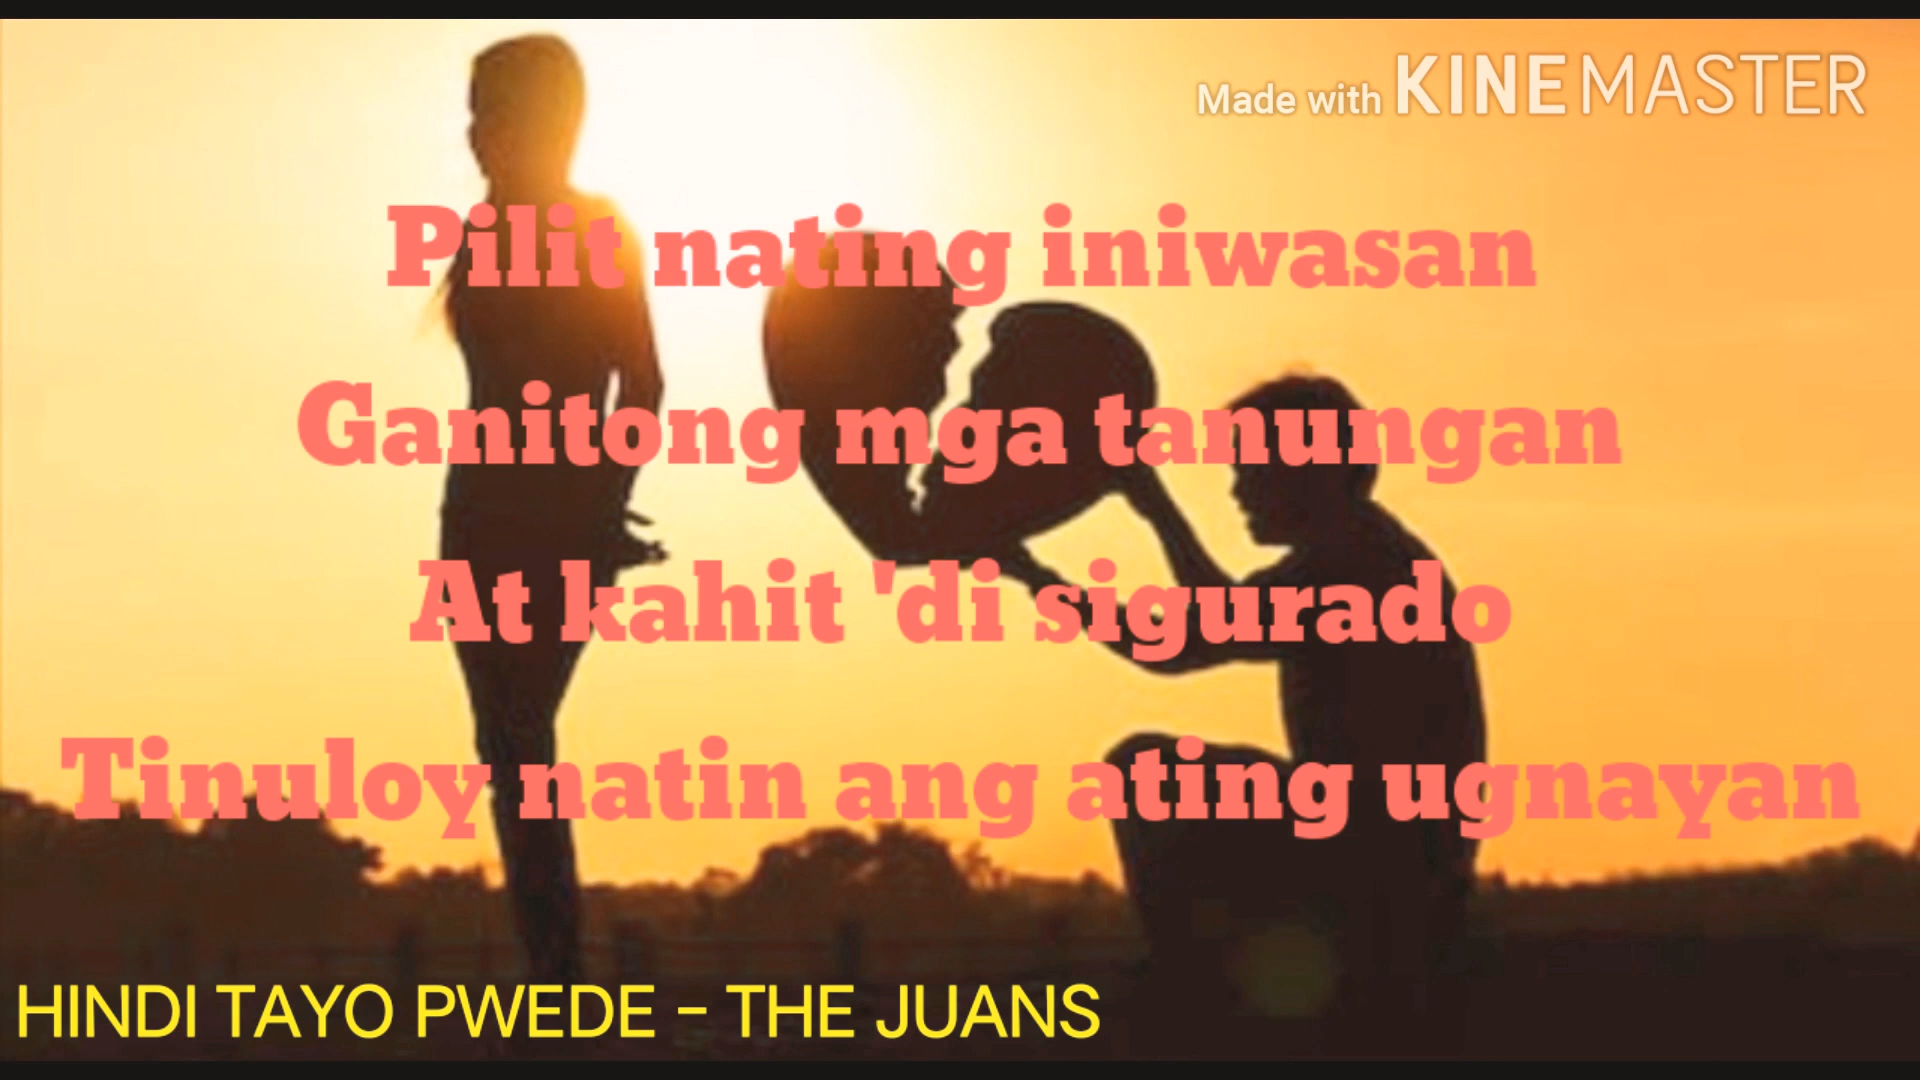 Made with KINEMASTER
Pilit nating iniwasan
Ganitong mga tanungan
At kahit 'di sigurado
Tinuloy natin ang ating ugnayan
HINDI TAYO PWEDE - THE JUANS